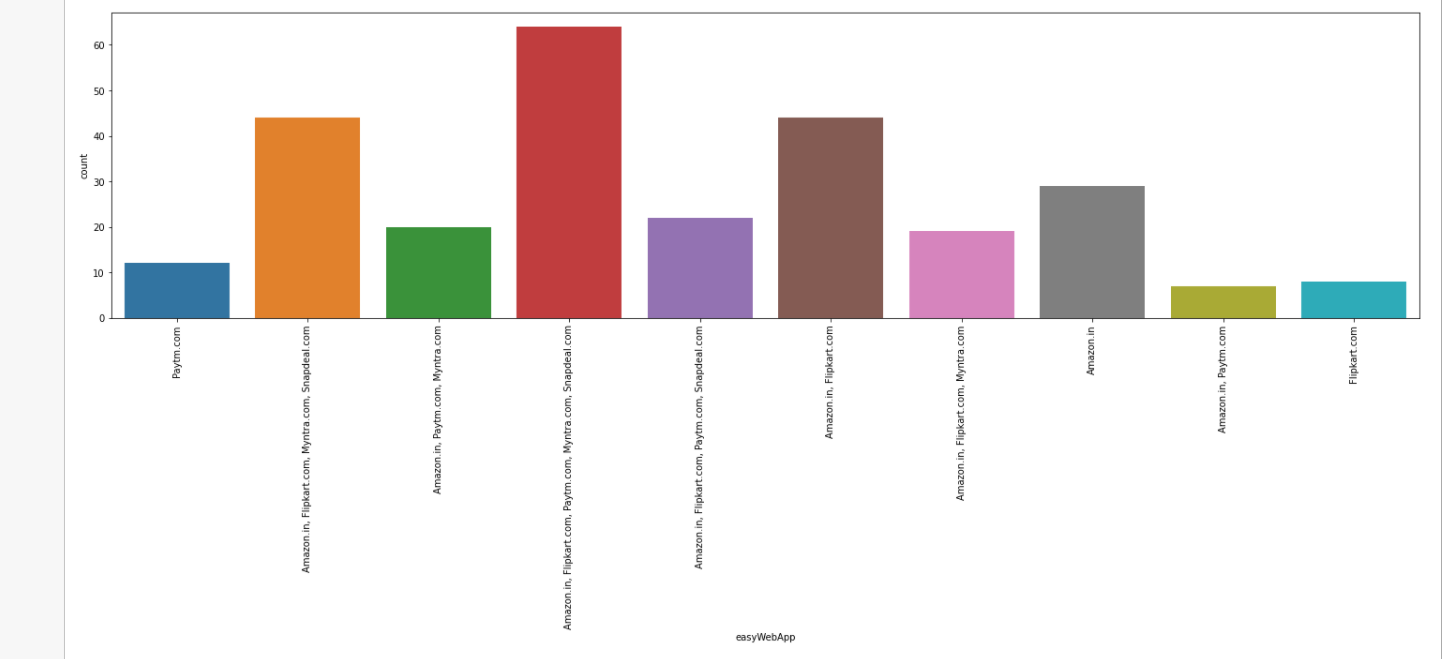 60
50
40
30
20
10
0
count
Paytm.com
Amazon.in, Flipkart.com, Myntra.com, Snapdeal.com
Amazon.in, Paytm.com, Myntra.com
Amazon.in, Flipkart.com, Paytm.com, Myntra.com, Snapdeal.com
Amazon.in, Flipkart.com, Paytm.com, Snapdeal.com
Amazon.in, Flipkart.com
Amazon.in, Flipkart.com, Myntra.com
Amazon.in
Amazon.in, Paytm.com
Flipkart.com
easyWebApp